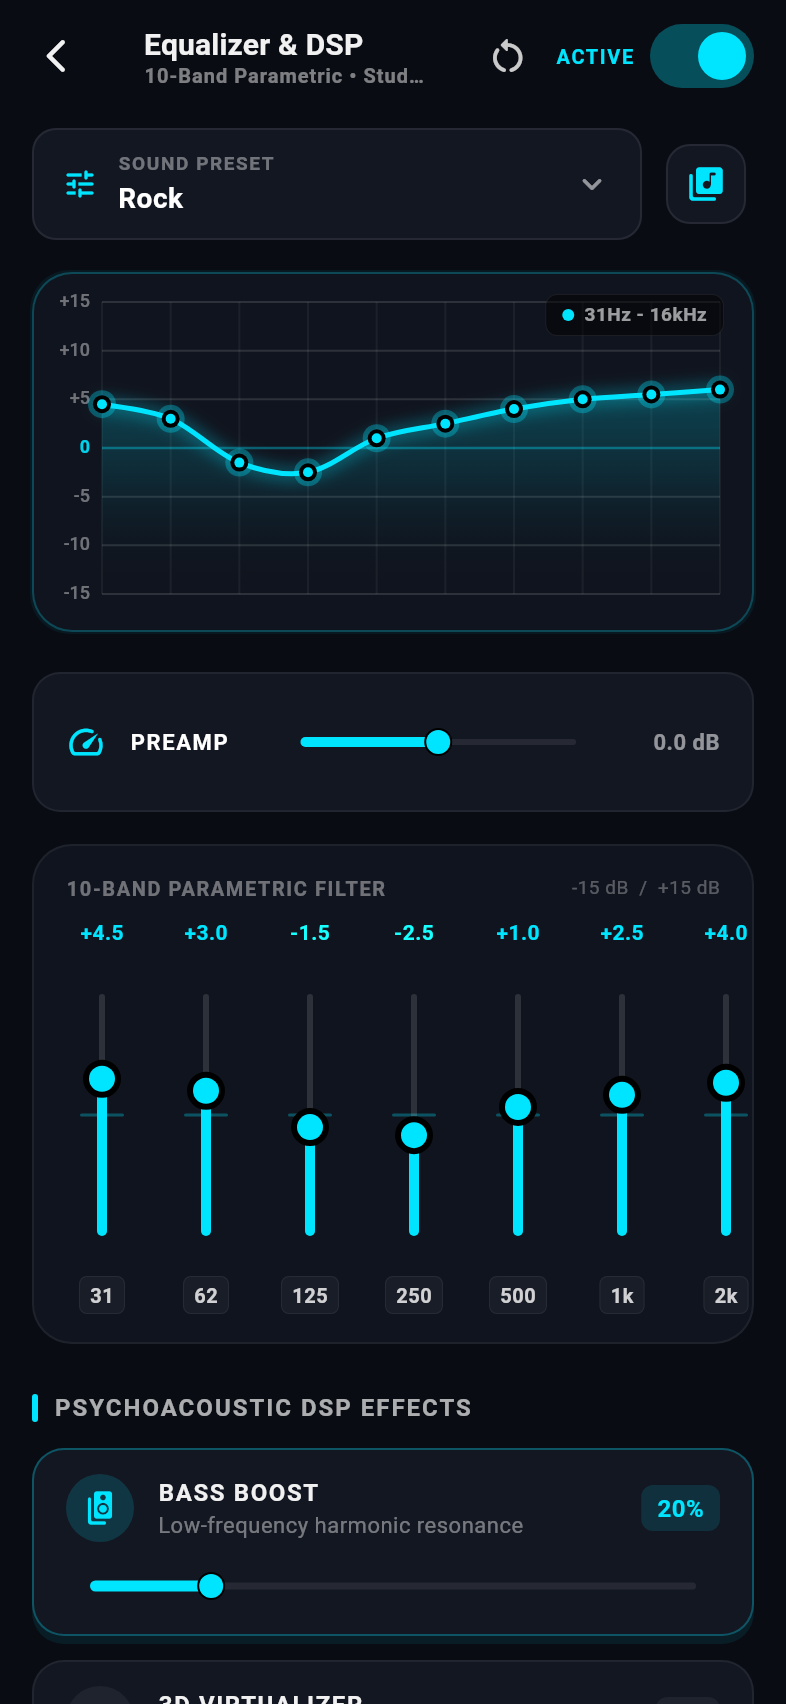 Equalizer & DSP
10-Band Parametric • Stud…
ACTIVE
SOUND PRESET
Rock
31Hz - 16kHz
+15
+10
+5
0
-5
-10
-15
PREAMP
0.0 dB
10-BAND PARAMETRIC FILTER
-15 dB / +15 dB
+4.5 +3.0 -1.5 -2.5 +1.0 +2.5 +4.0
31 62 125 250 500 1k 2k
PSYCHOACOUSTIC DSP EFFECTS
BASS BOOST
Low-frequency harmonic resonance
20%
3D VIRTUALIZER